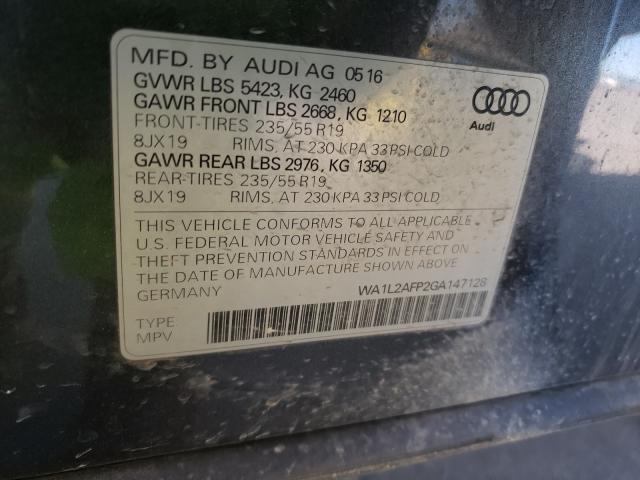 MFD. BY AUDI AG 05 16
GVWR LBS 5423, KG 2460
GAWR FRONT LBS 2668, KG 1210
FRONT-TIRES 235/55 R19
8JX19 RIMS, AT 230 KPA 33 PSI COLD
GAWR REAR LBS 2976, KG 1350
REAR-TIRES 235/55 R19
8JX19 RIMS, AT 230 KPA 33 PSI COLD
Audi
THIS VEHICLE CONFORMS TO ALL APPLICABLE
U.S. FEDERAL MOTOR VEHICLE SAFETY AND
THEFT PREVENTION STANDARDS IN EFFECT ON
THE DATE OF MANUFACTURE SHOWN ABOVE
GERMANY WA1L2AFP2GA147128
TYPE:
MPV